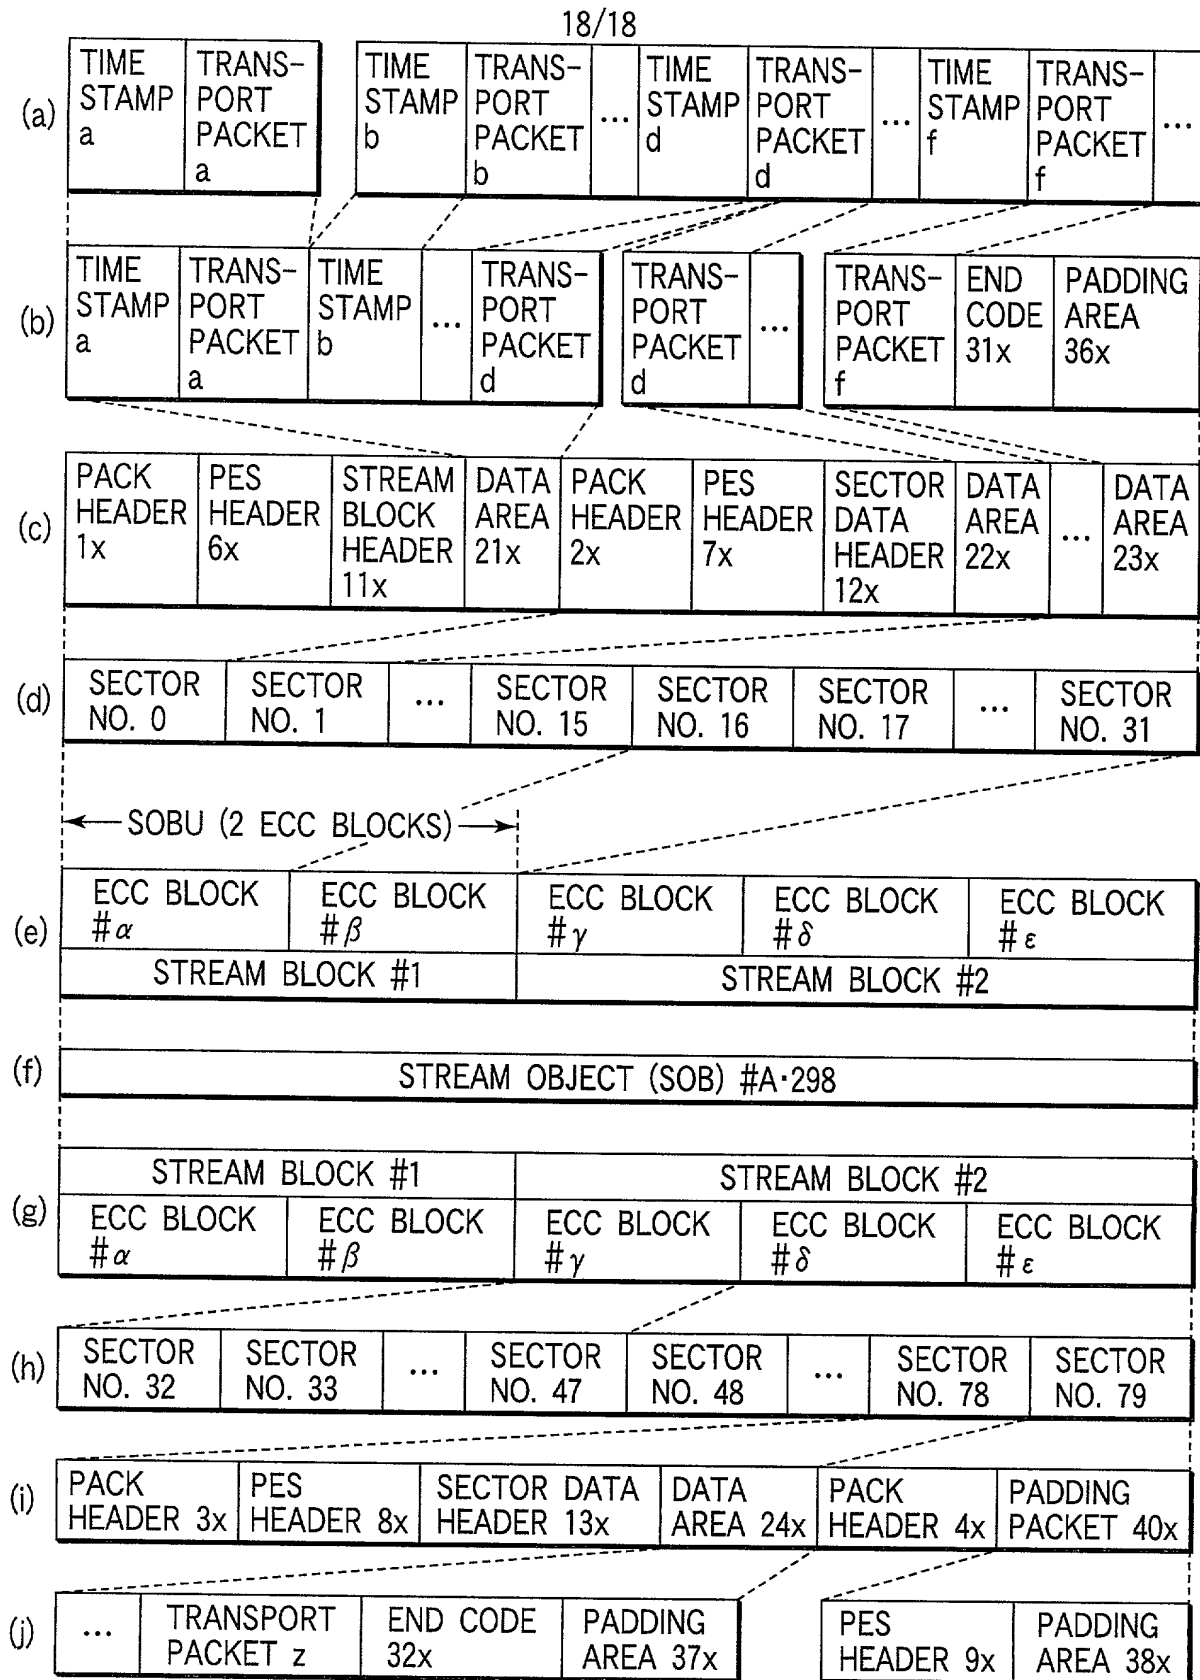 18/18
(a)
TIME STAMP a
TRANS- PORT PACKET a
TIME STAMP b
TRANS- PORT PACKET b
...
TIME STAMP d
TRANS- PORT PACKET d
...
TIME STAMP f
TRANS- PORT PACKET f
...
(b)
TIME STAMP a
TRANS- PORT PACKET a
TIME STAMP b
...
TRANS- PORT PACKET d
TRANS- PORT PACKET d
...
TRANS- PORT PACKET f
END CODE 31x
PADDING AREA 36x
(c)
PACK HEADER 1x
PES HEADER 6x
STREAM BLOCK HEADER 11x
DATA AREA 21x
PACK HEADER 2x
PES HEADER 7x
SECTOR DATA HEADER 12x
DATA AREA 22x
...
DATA AREA 23x
(d)
SECTOR NO. 0
SECTOR NO. 1
...
SECTOR NO. 15
SECTOR NO. 16
SECTOR NO. 17
...
SECTOR NO. 31
SOBU (2 ECC BLOCKS)
(e)
ECC BLOCK #α
ECC BLOCK #β
ECC BLOCK #γ
ECC BLOCK #δ
ECC BLOCK #ε
STREAM BLOCK #1
STREAM BLOCK #2
(f)
STREAM OBJECT (SOB) #A·298
(g)
STREAM BLOCK #1
STREAM BLOCK #2
ECC BLOCK #α
ECC BLOCK #β
ECC BLOCK #γ
ECC BLOCK #δ
ECC BLOCK #ε
(h)
SECTOR NO. 32
SECTOR NO. 33
...
SECTOR NO. 47
SECTOR NO. 48
...
SECTOR NO. 78
SECTOR NO. 79
(i)
PACK HEADER 3x
PES HEADER 8x
SECTOR DATA HEADER 13x
DATA AREA 24x
PACK HEADER 4x
PADDING PACKET 40x
(j)
...
TRANSPORT PACKET z
END CODE 32x
PADDING AREA 37x
PES HEADER 9x
PADDING AREA 38x